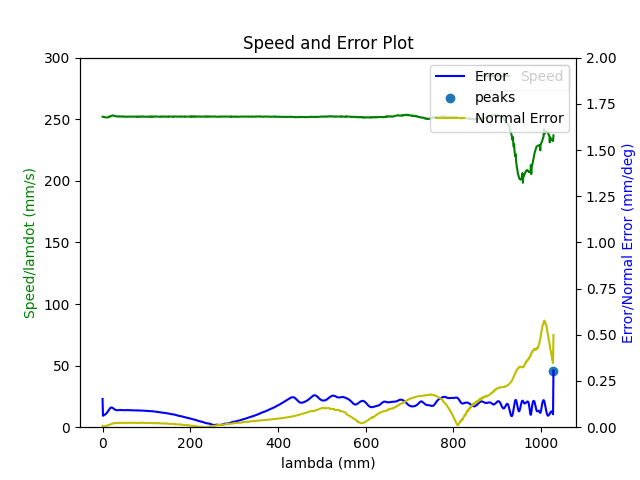 Speed and Error Plot
300
250
200
150
100
50
0
Speed/lamdot (mm/s)
2.00
1.75
1.50
1.25
1.00
0.75
0.50
0.25
0.00
Error/Normal Error (mm/deg)
Error
Speed
peaks
Normal Error
0
200
400
600
800
1000
lambda (mm)